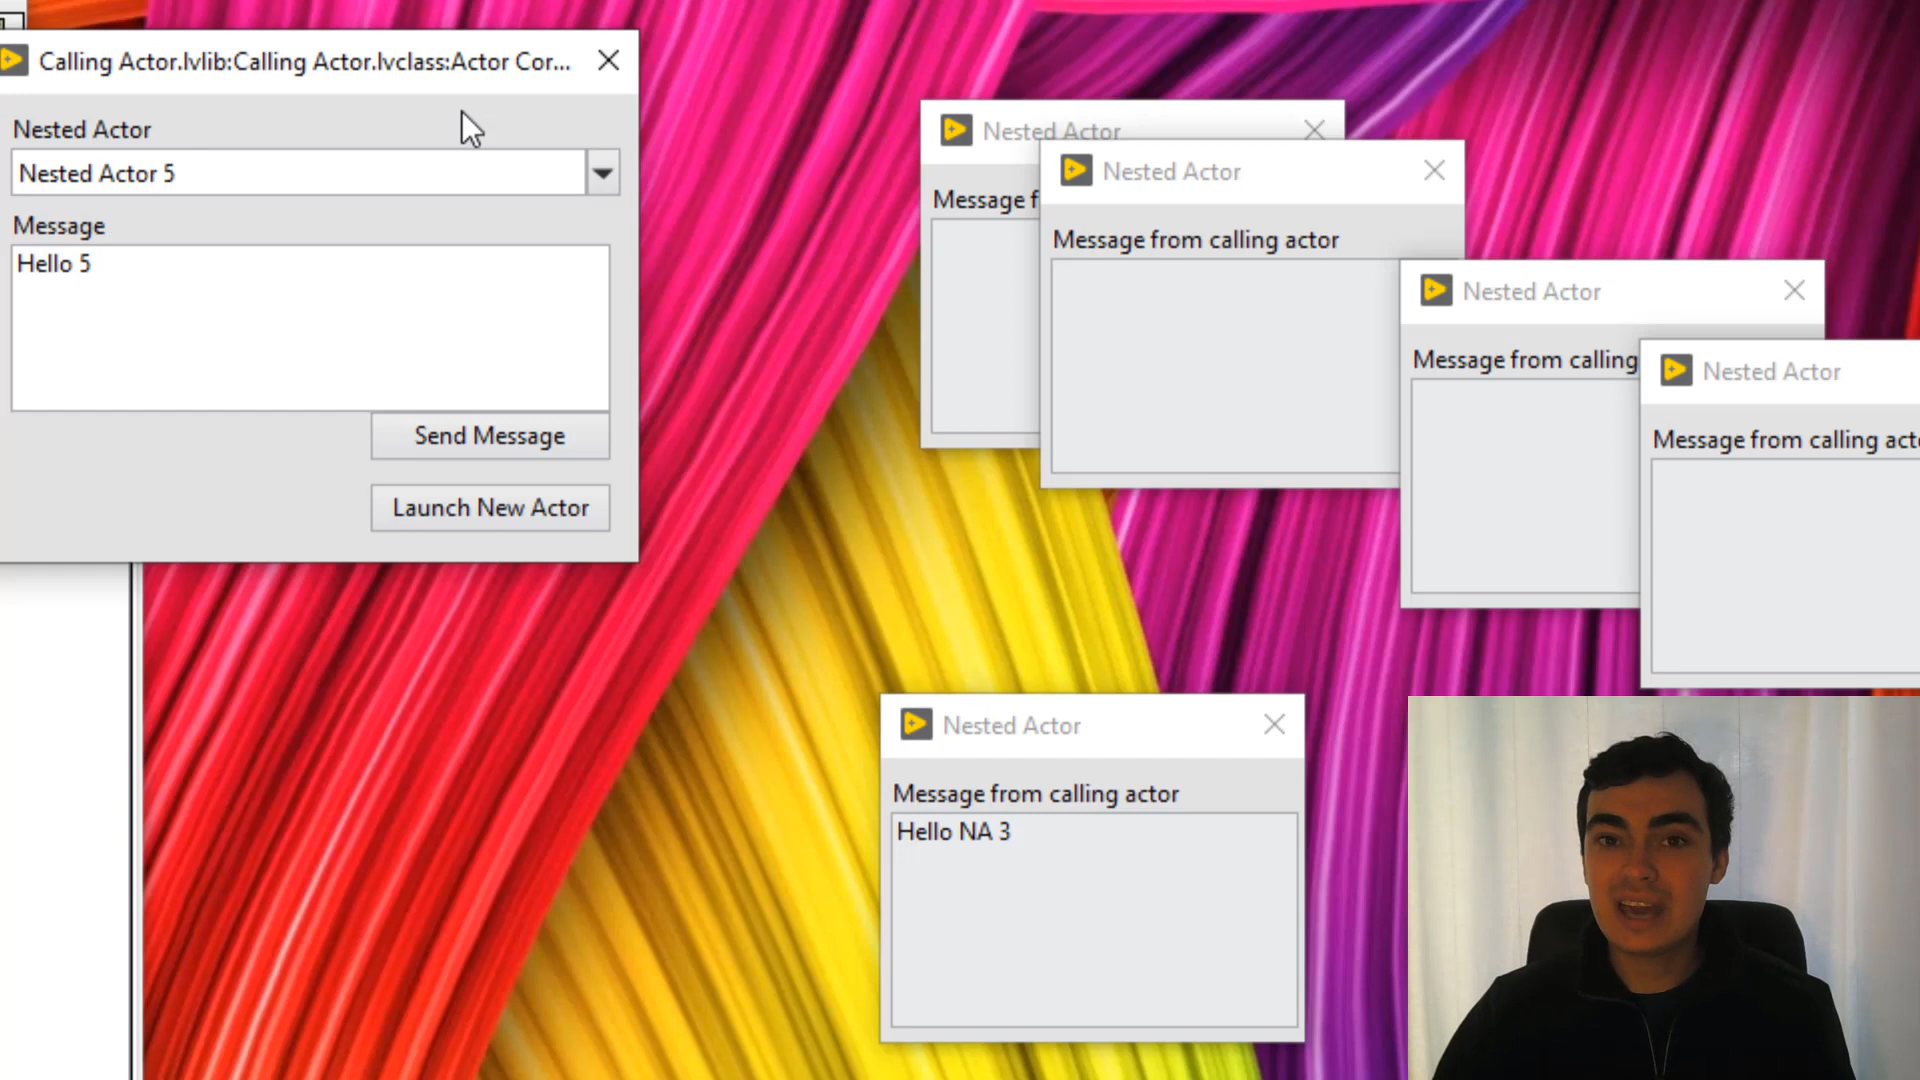 Calling Actor.lvlib:Calling Actor.lvclass:Actor Cor...
Nested Actor
Nested Actor 5
Message
Hello 5
Send Message
Launch New Actor
Nested Actor
Message f
Nested Actor
Message from calling actor
Nested Actor
Message from calling
Nested Actor
Message from calling acto
Nested Actor
Message from calling actor
Hello NA 3